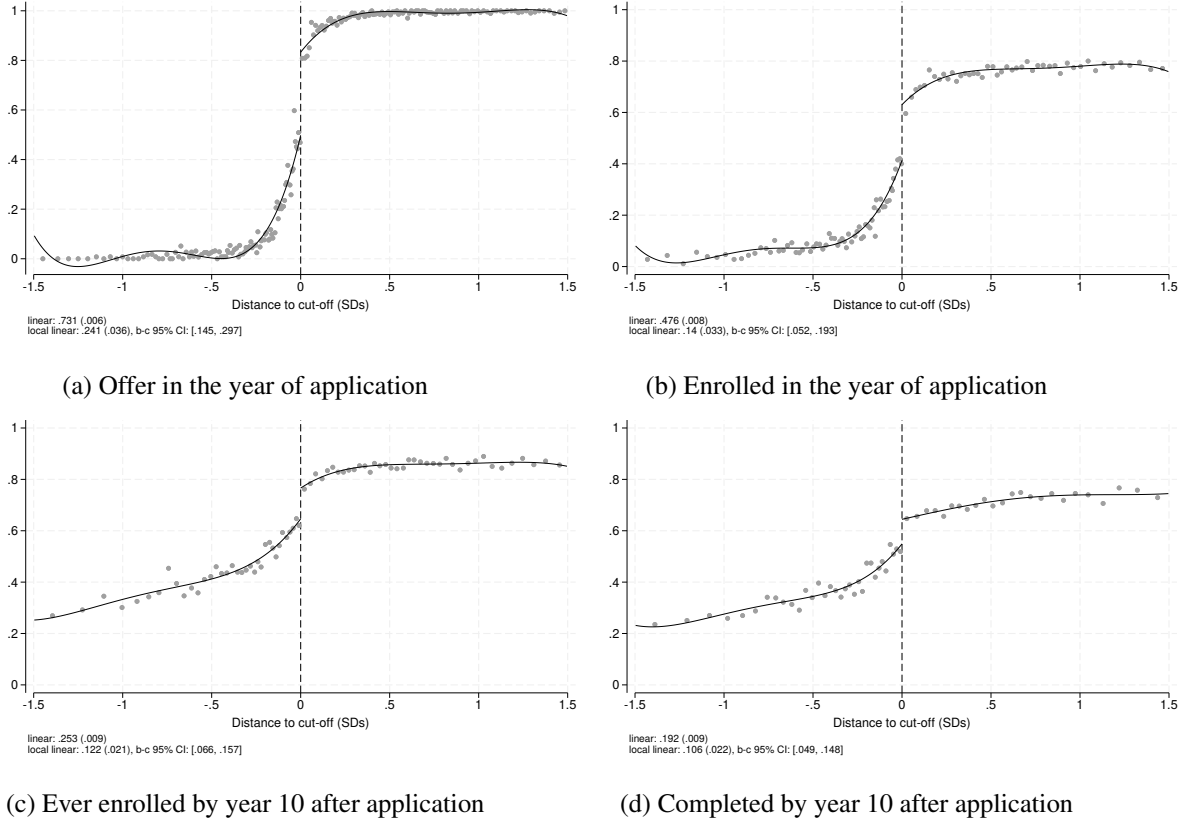 1
.8
.6
.4
.2
0
-1.5 -1 -.5 0 .5 1 1.5
Distance to cut-off (SDs)
linear: .731 (.006)
local linear: .241 (.036), b-c 95% CI: [.145, .297]
(a) Offer in the year of application
1
.8
.6
.4
.2
0
-1.5 -1 -.5 0 .5 1 1.5
Distance to cut-off (SDs)
linear: .476 (.008)
local linear: .14 (.033), b-c 95% CI: [.052, .193]
(b) Enrolled in the year of application
1
.8
.6
.4
.2
0
-1.5 -1 -.5 0 .5 1 1.5
Distance to cut-off (SDs)
linear: .253 (.009)
local linear: .122 (.021), b-c 95% CI: [.066, .157]
(c) Ever enrolled by year 10 after application
1
.8
.6
.4
.2
0
-1.5 -1 -.5 0 .5 1 1.5
Distance to cut-off (SDs)
linear: .192 (.009)
local linear: .106 (.022), b-c 95% CI: [.049, .148]
(d) Completed by year 10 after application